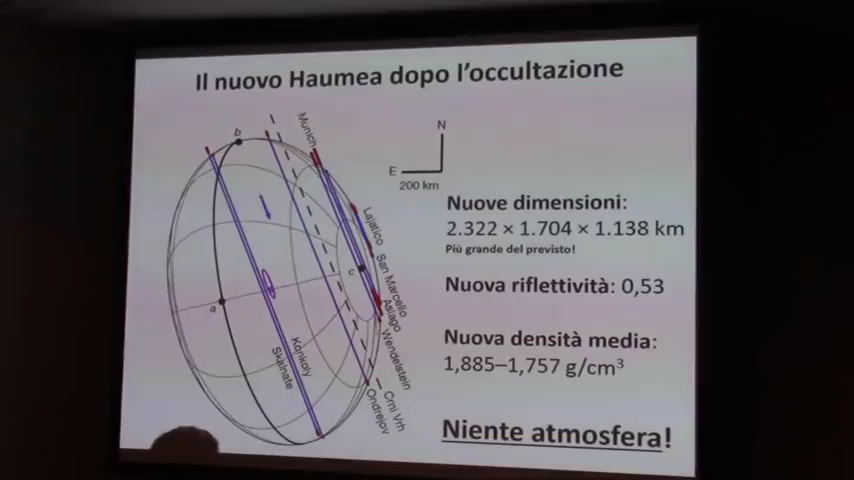 Il nuovo Haumea dopo l'occultazione
b
Munich
N
E
200 km
Lajatico
San Marcello
c
Asiago
a
Konkoly
Skalnate
Wendelstein
Crni Vrh
Ondrejov
Nuove dimensioni:
2.322 × 1.704 × 1.138 km
Più grande del previsto!
Nuova riflettività: 0,53
Nuova densità media:
1,885–1,757 g/cm³
Niente atmosfera!